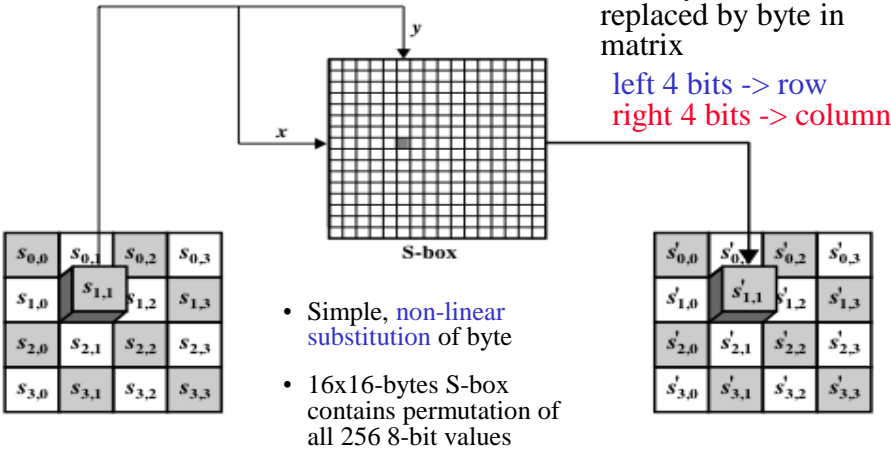 replaced by byte in
matrix
left 4 bits -> row
right 4 bits -> column
y
x
S-box
s0,0 s0,1 s0,2 s0,3
s1,0 s1,1 s1,2 s1,3
s2,0 s2,1 s2,2 s2,3
s3,0 s3,1 s3,2 s3,3
• Simple, non-linear
substitution of byte
• 16x16-bytes S-box
contains permutation of
all 256 8-bit values
s'0,0 s'0, s'0,2 s'0,3
s'1,0 s'1,1 s'1,2 s'1,3
s'2,0 s'2,1 s'2,2 s'2,3
s'3,0 s'3,1 s'3,2 s'3,3